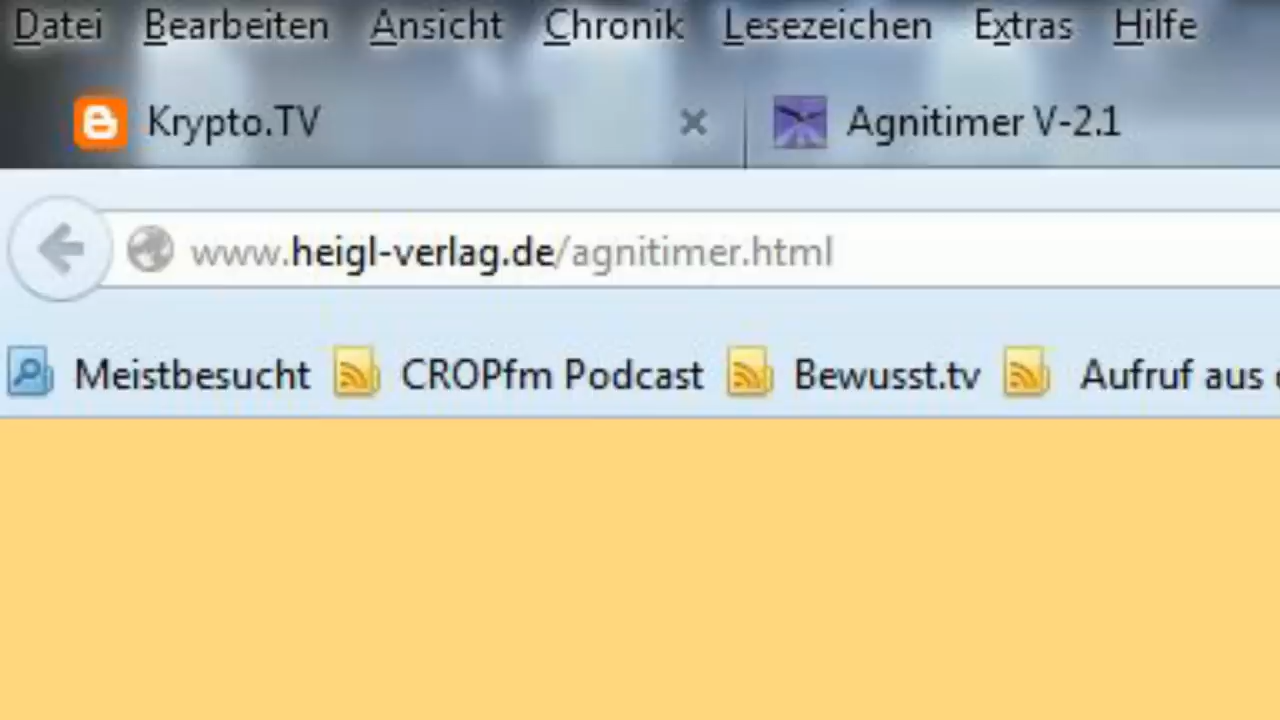 Datei Bearbeiten Ansicht Chronik Lesezeichen Extras Hilfe
Krypto.TV Agnitimer V-2.1
www.heigl-verlag.de/agnitimer.html
Meistbesucht CROPfm Podcast Bewusst.tv Aufruf aus